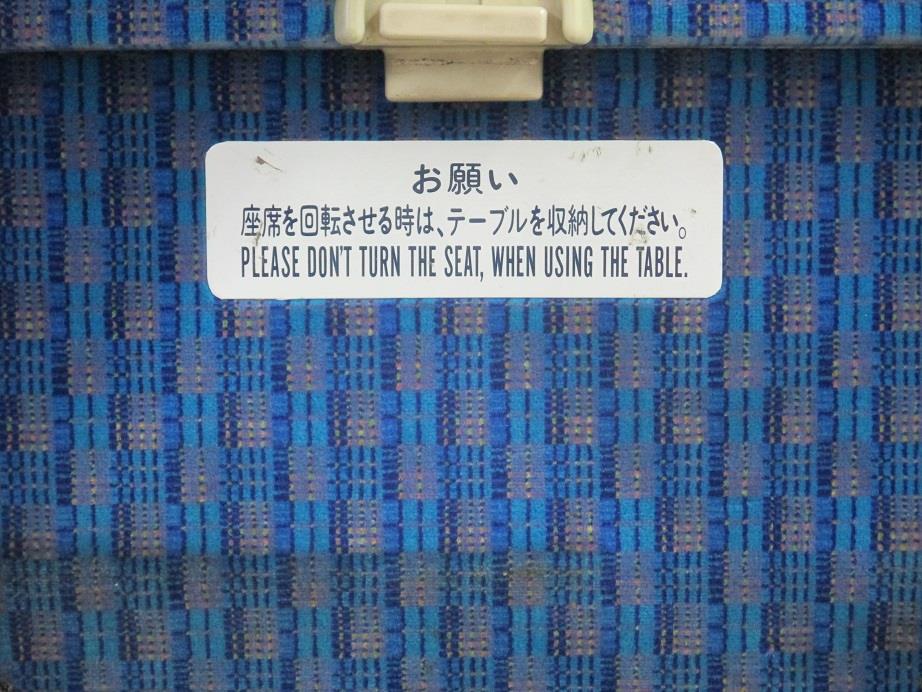 お願い
座席を回転させる時は、テーブルを収納してください。
PLEASE DON'T TURN THE SEAT, WHEN USING THE TABLE.